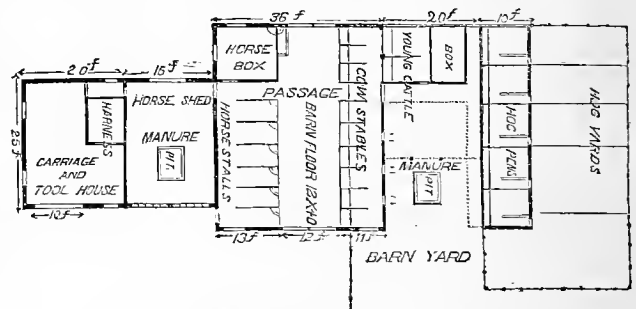 36 f
20 f
10 f
20 f
15 f
HORSE BOX
YOUNG CATTLE
BOX
PASSAGE
HORSE SHED
HARNESS
MANURE
PIT.
HORSE STALLS
BARN FLOOR 12X40
COW STABLES
HOG PENS
HOG YARDS
25 f
CARRIAGE
AND
TOOL HOUSE
MANURE
PIT
10 f
13 f
12 f
11 f
BARN YARD